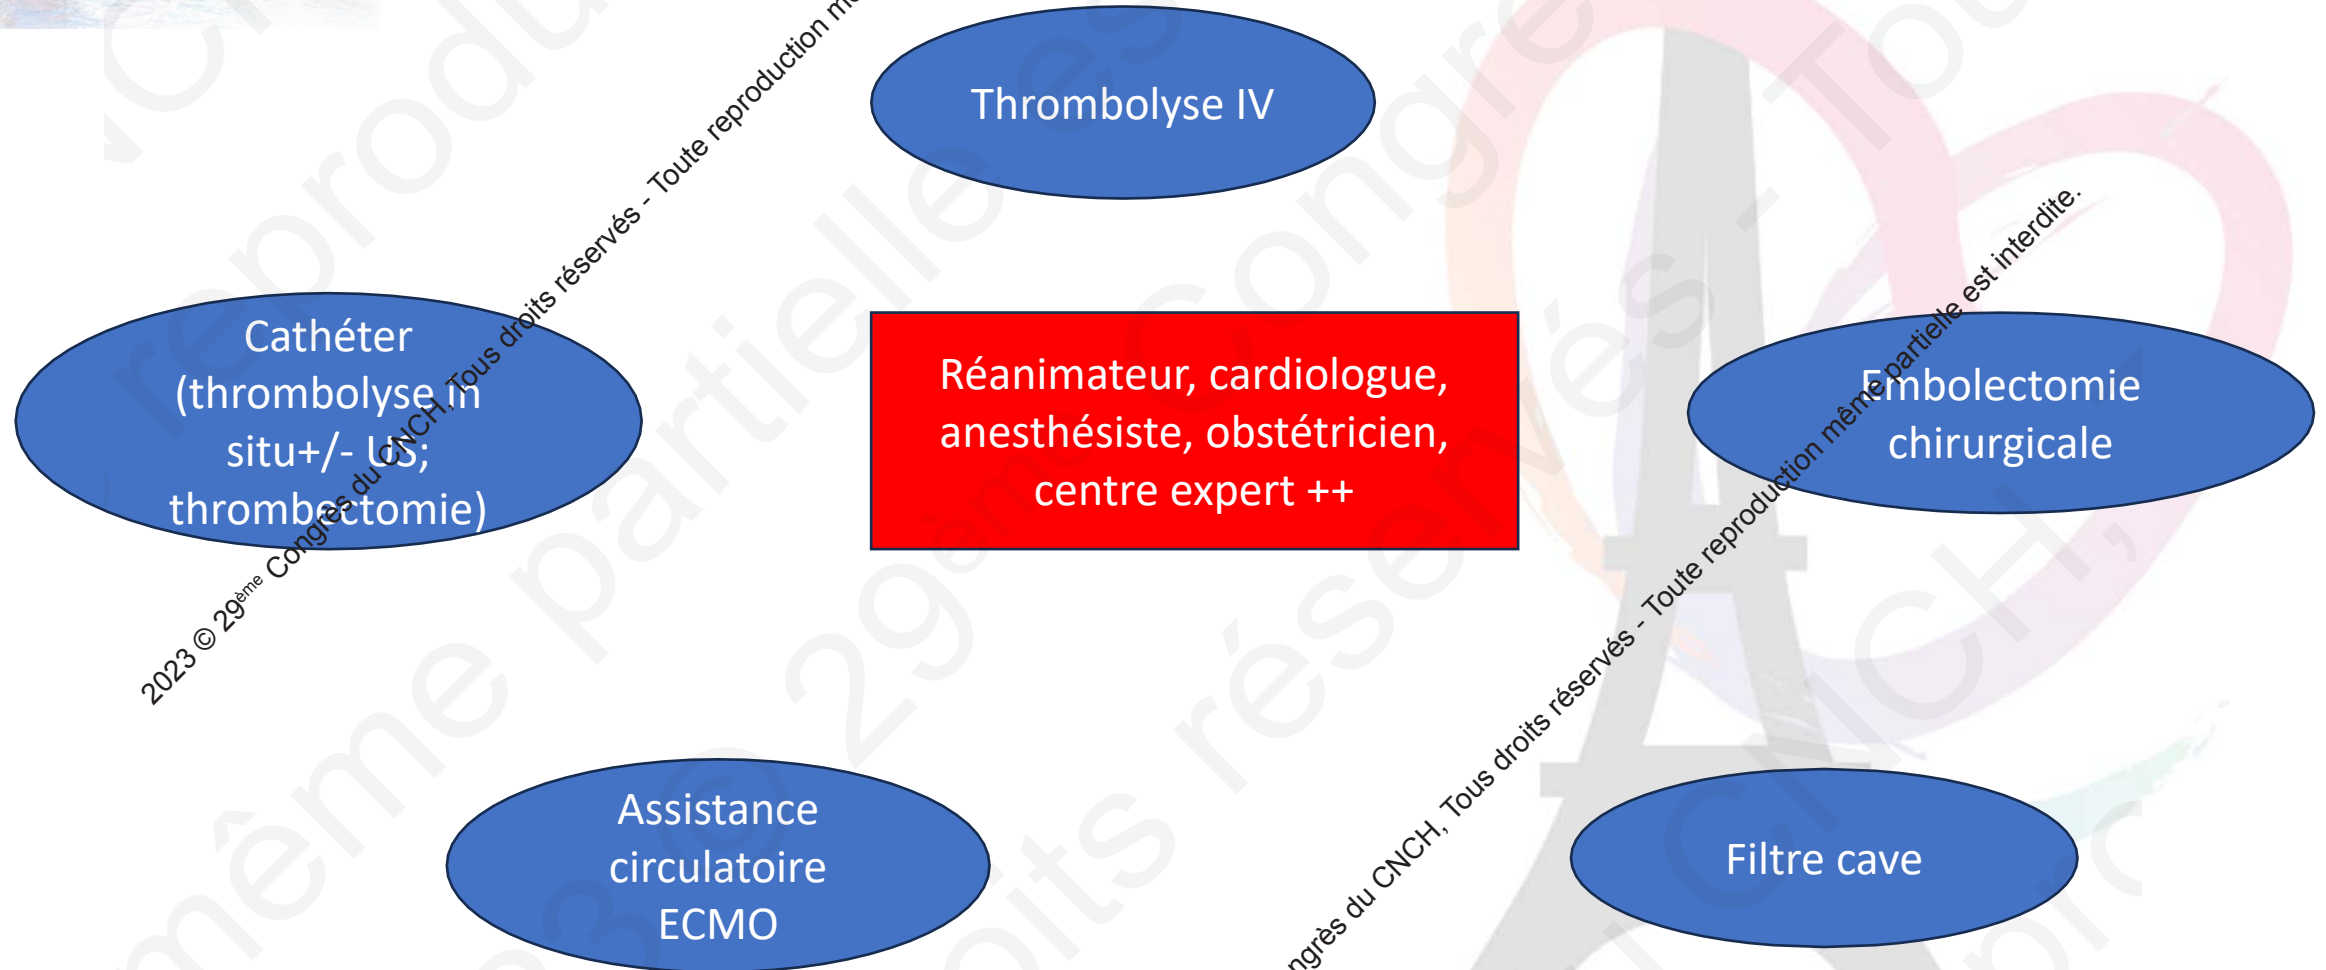 Thrombolyse IV
Cathéter
(thrombolyse in
situ+/- US;
thrombectomie)
Réanimateur, cardiologue,
anesthésiste, obstétricien,
centre expert ++
Embolectomie
chirurgicale
Assistance
circulatoire
ECMO
Filtre cave
2023 © 29ème Congrès du CNCH, Tous droits réservés - Toute reproduction
Congrès du CNCH, Tous droits réservés - Toute reproduction même partielle est interdite.